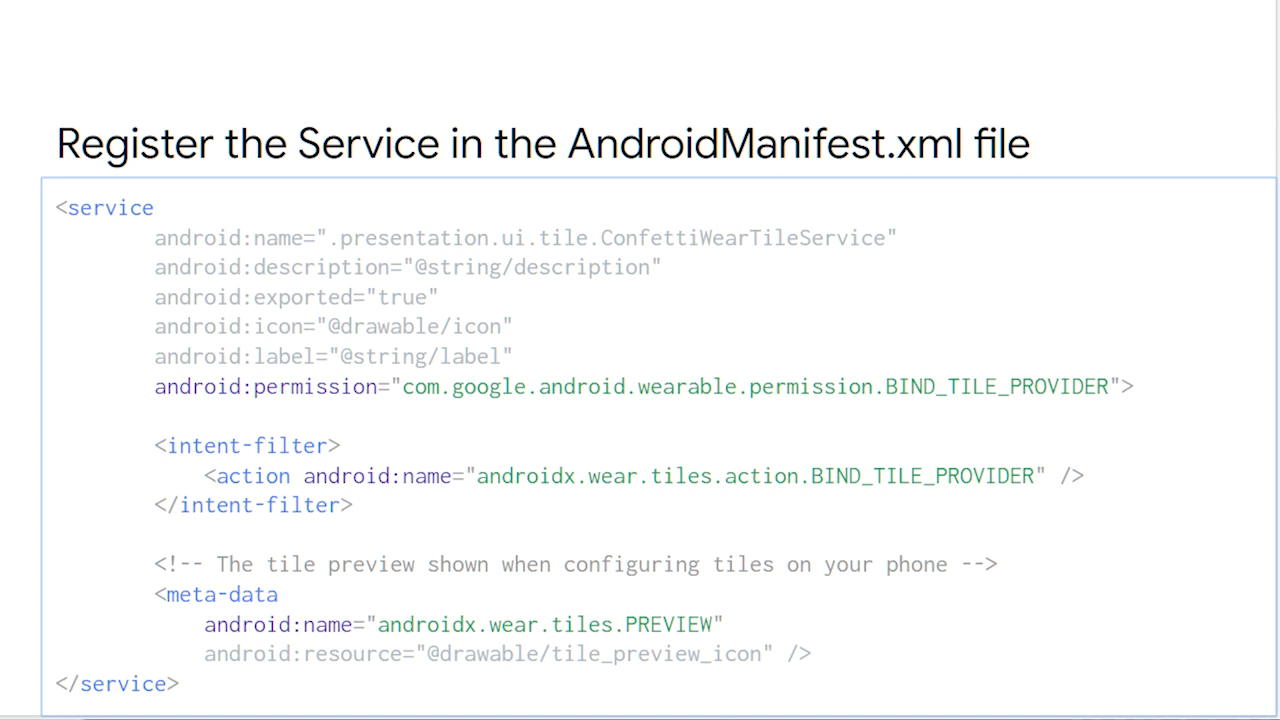 Register the Service in the AndroidManifest.xml file
<service
android:name=".presentation.ui.tile.ConfettiWearTileService"
android:description="@string/description"
android:exported="true"
android:icon="@drawable/icon"
android:label="@string/label"
android:permission="com.google.android.wearable.permission.BIND_TILE_PROVIDER">
<intent-filter>
<action android:name="androidx.wear.tiles.action.BIND_TILE_PROVIDER" />
</intent-filter>
<!-- The tile preview shown when configuring tiles on your phone -->
<meta-data
android:name="androidx.wear.tiles.PREVIEW"
android:resource="@drawable/tile_preview_icon" />
</service>